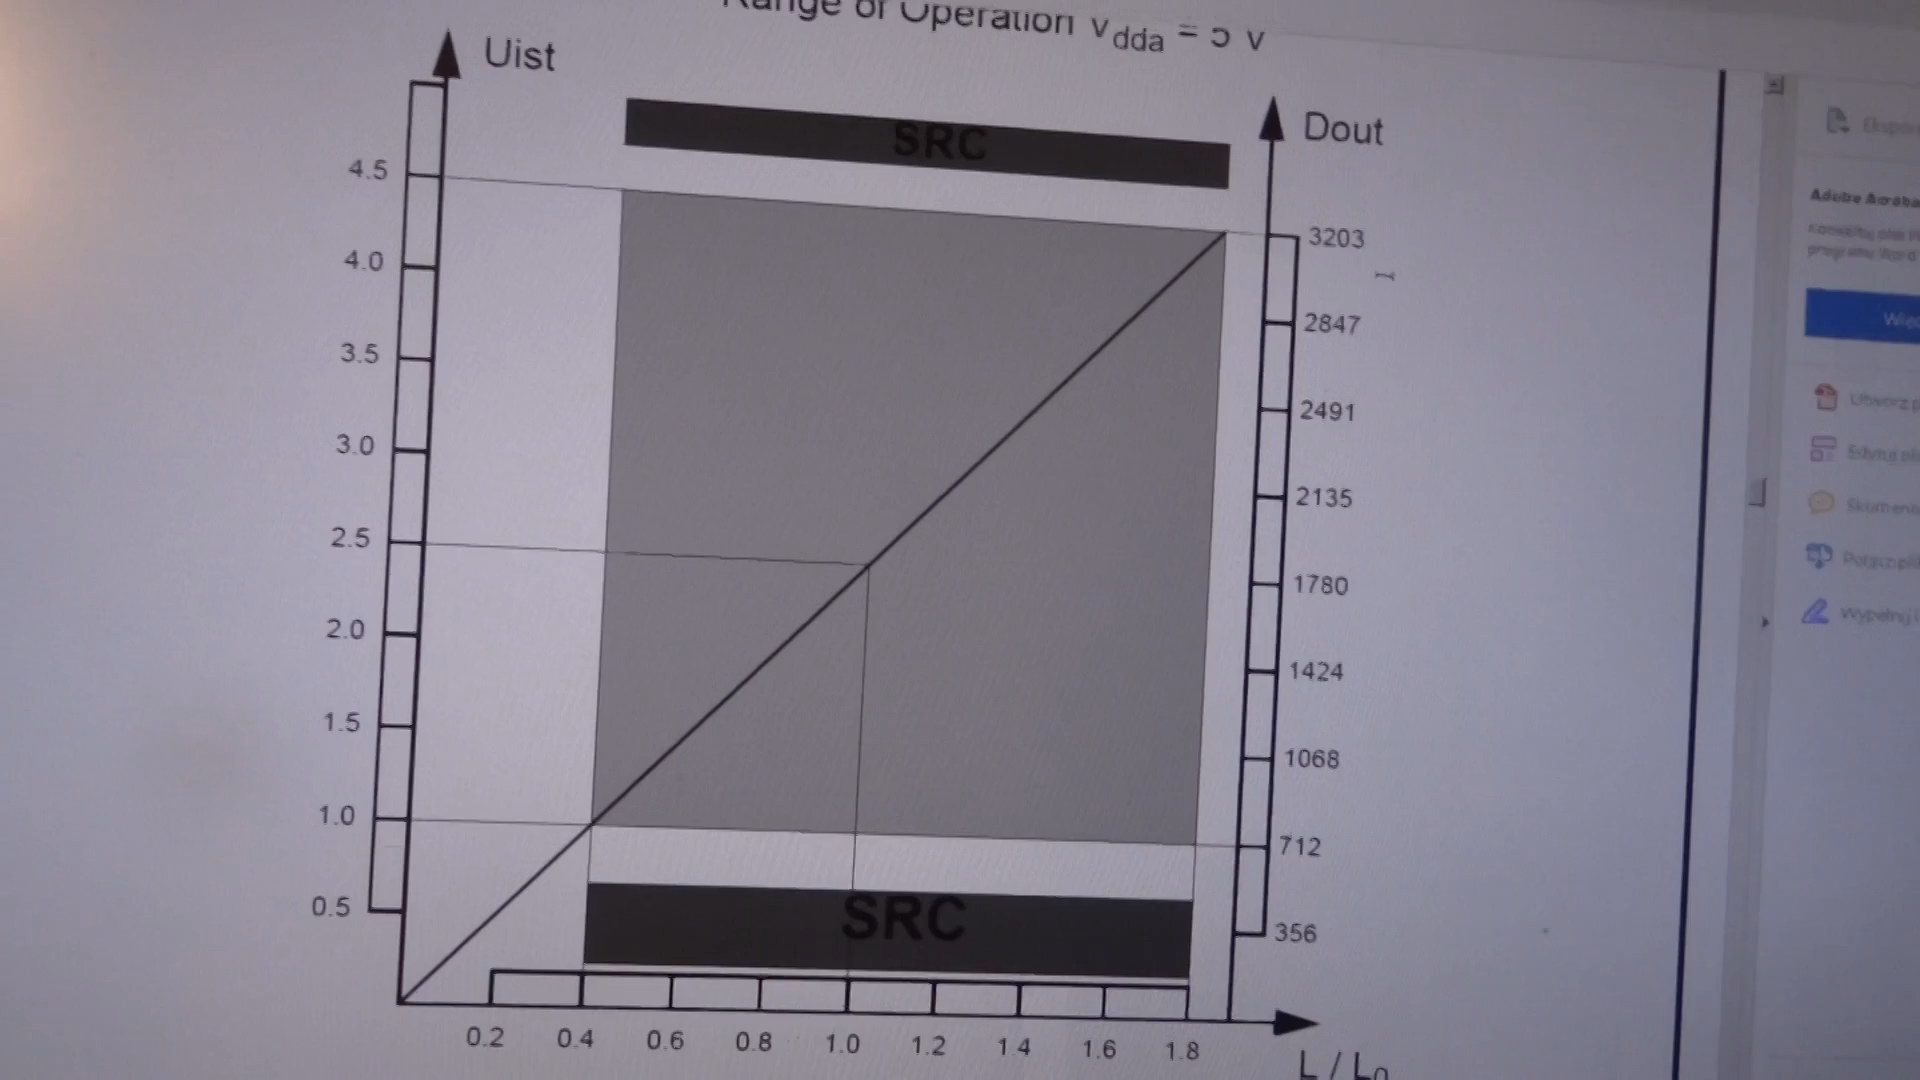 Range of Operation Vdda = 5 V
Uist
Dout
SRC
4.5
4.0
3.5
3.0
2.5
2.0
1.5
1.0
0.5
3203
2847
2491
2135
1780
1424
1068
712
356
SRC
0.2 0.4 0.6 0.8 1.0 1.2 1.4 1.6 1.8
L / L0
Adobe Acroba